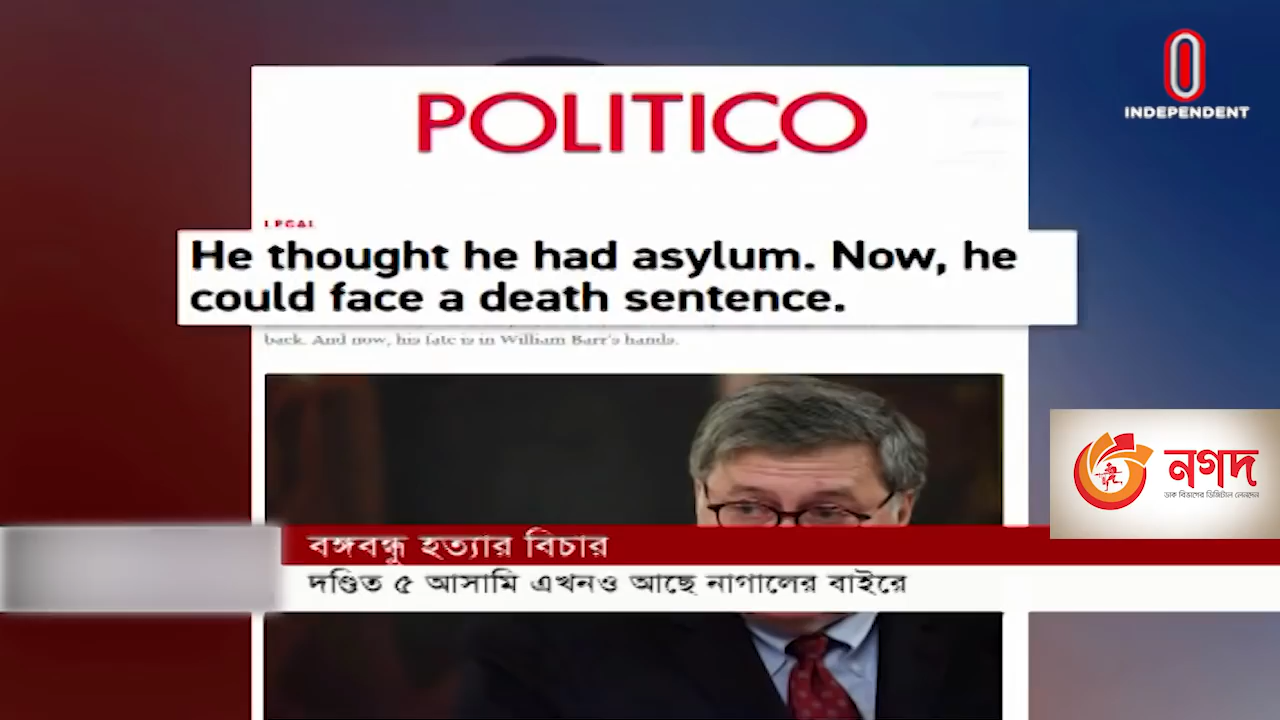 POLITICO
INDEPENDENT
LEGAL
He thought he had asylum. Now, he
could face a death sentence.
back. And now, his fate is in William Barr's hands.
নগদ
ডাক বিভাগের ডিজিটাল লেনদেন
বঙ্গবন্ধু হত্যার বিচার
দণ্ডিত ৫ আসামি এখনও আছে নাগালের বাইরে